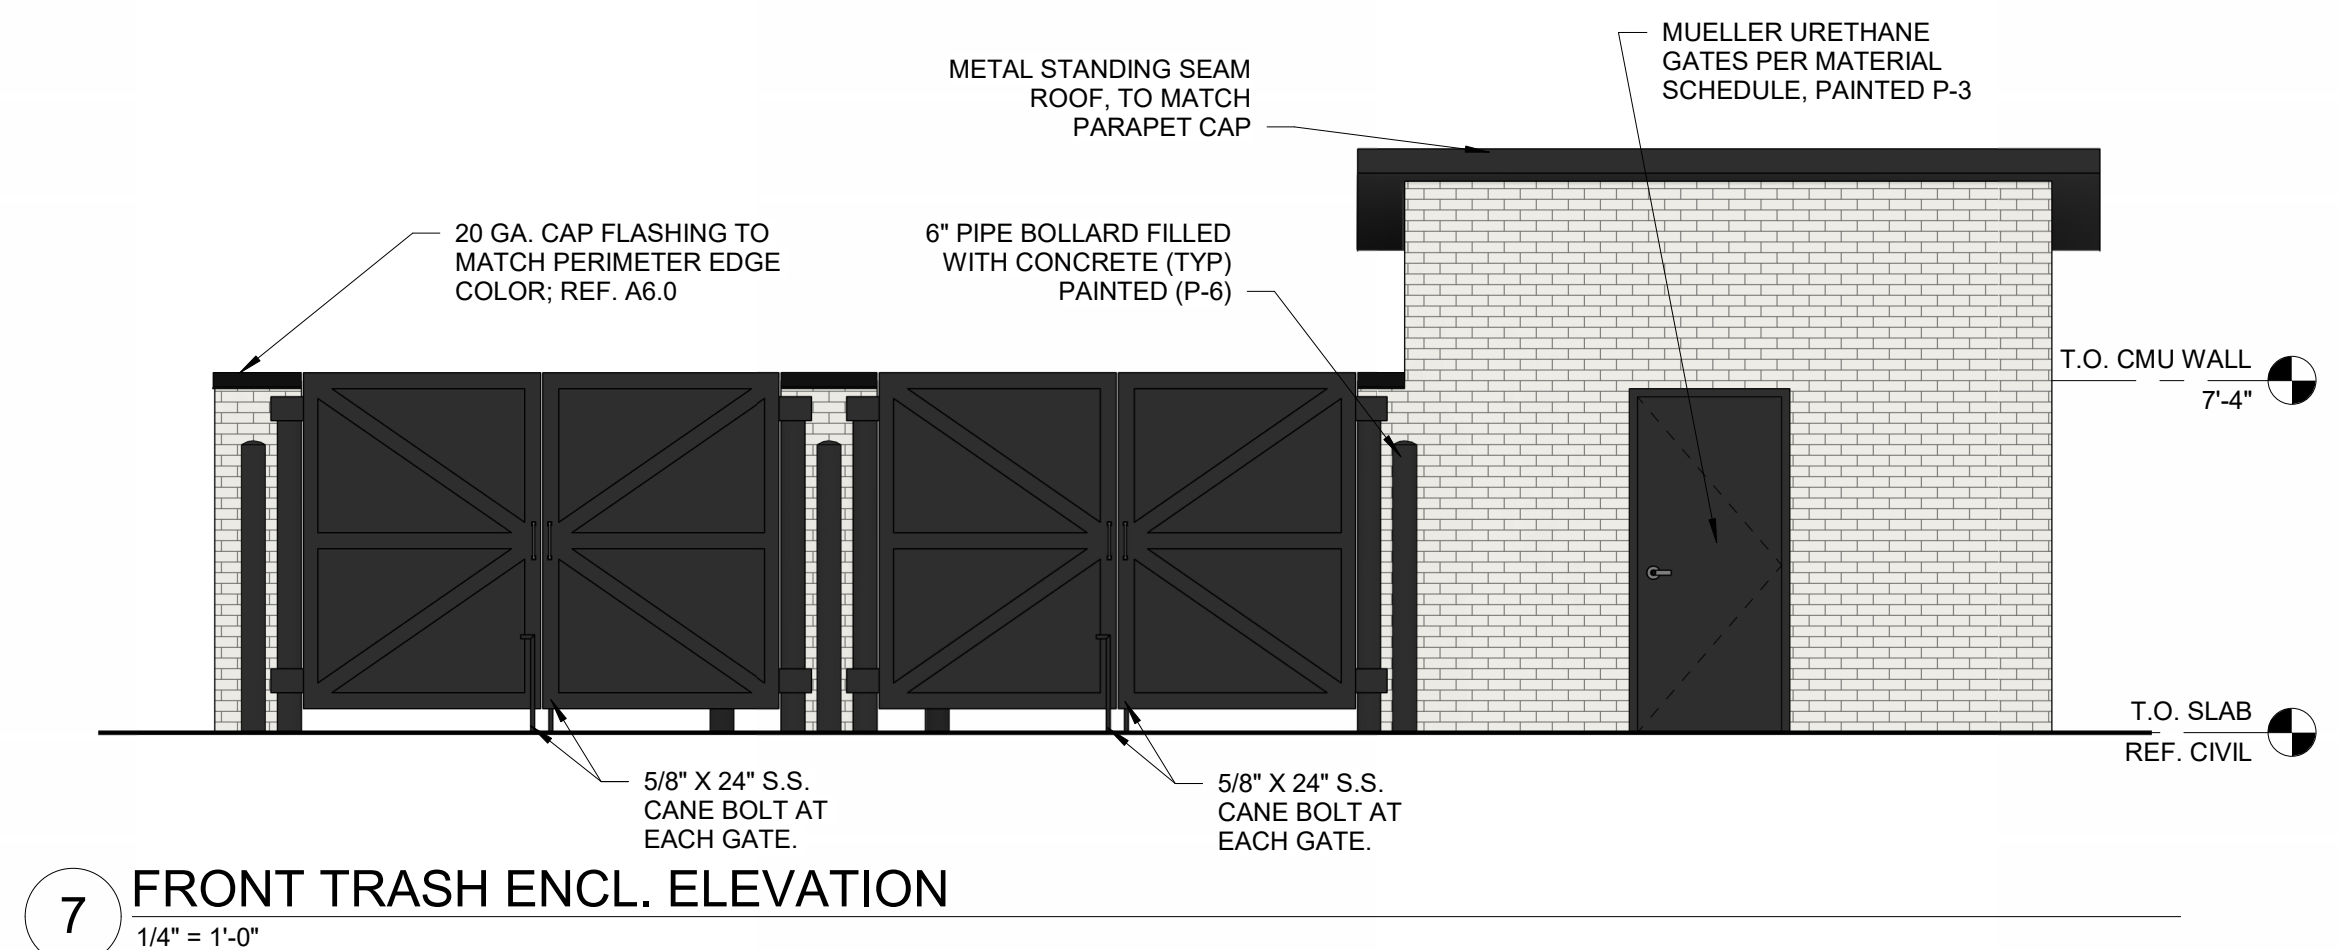 MUELLER URETHANE
GATES PER MATERIAL
SCHEDULE, PAINTED P-3
METAL STANDING SEAM
ROOF, TO MATCH
PARAPET CAP
20 GA. CAP FLASHING TO
MATCH PERIMETER EDGE
COLOR; REF. A6.0
6" PIPE BOLLARD FILLED
WITH CONCRETE (TYP)
PAINTED (P-6)
T.O. CMU WALL
7'-4"
T.O. SLAB
REF. CIVIL
5/8" X 24" S.S.
CANE BOLT AT
EACH GATE.
5/8" X 24" S.S.
CANE BOLT AT
EACH GATE.
7
FRONT TRASH ENCL. ELEVATION
1/4" = 1'-0"